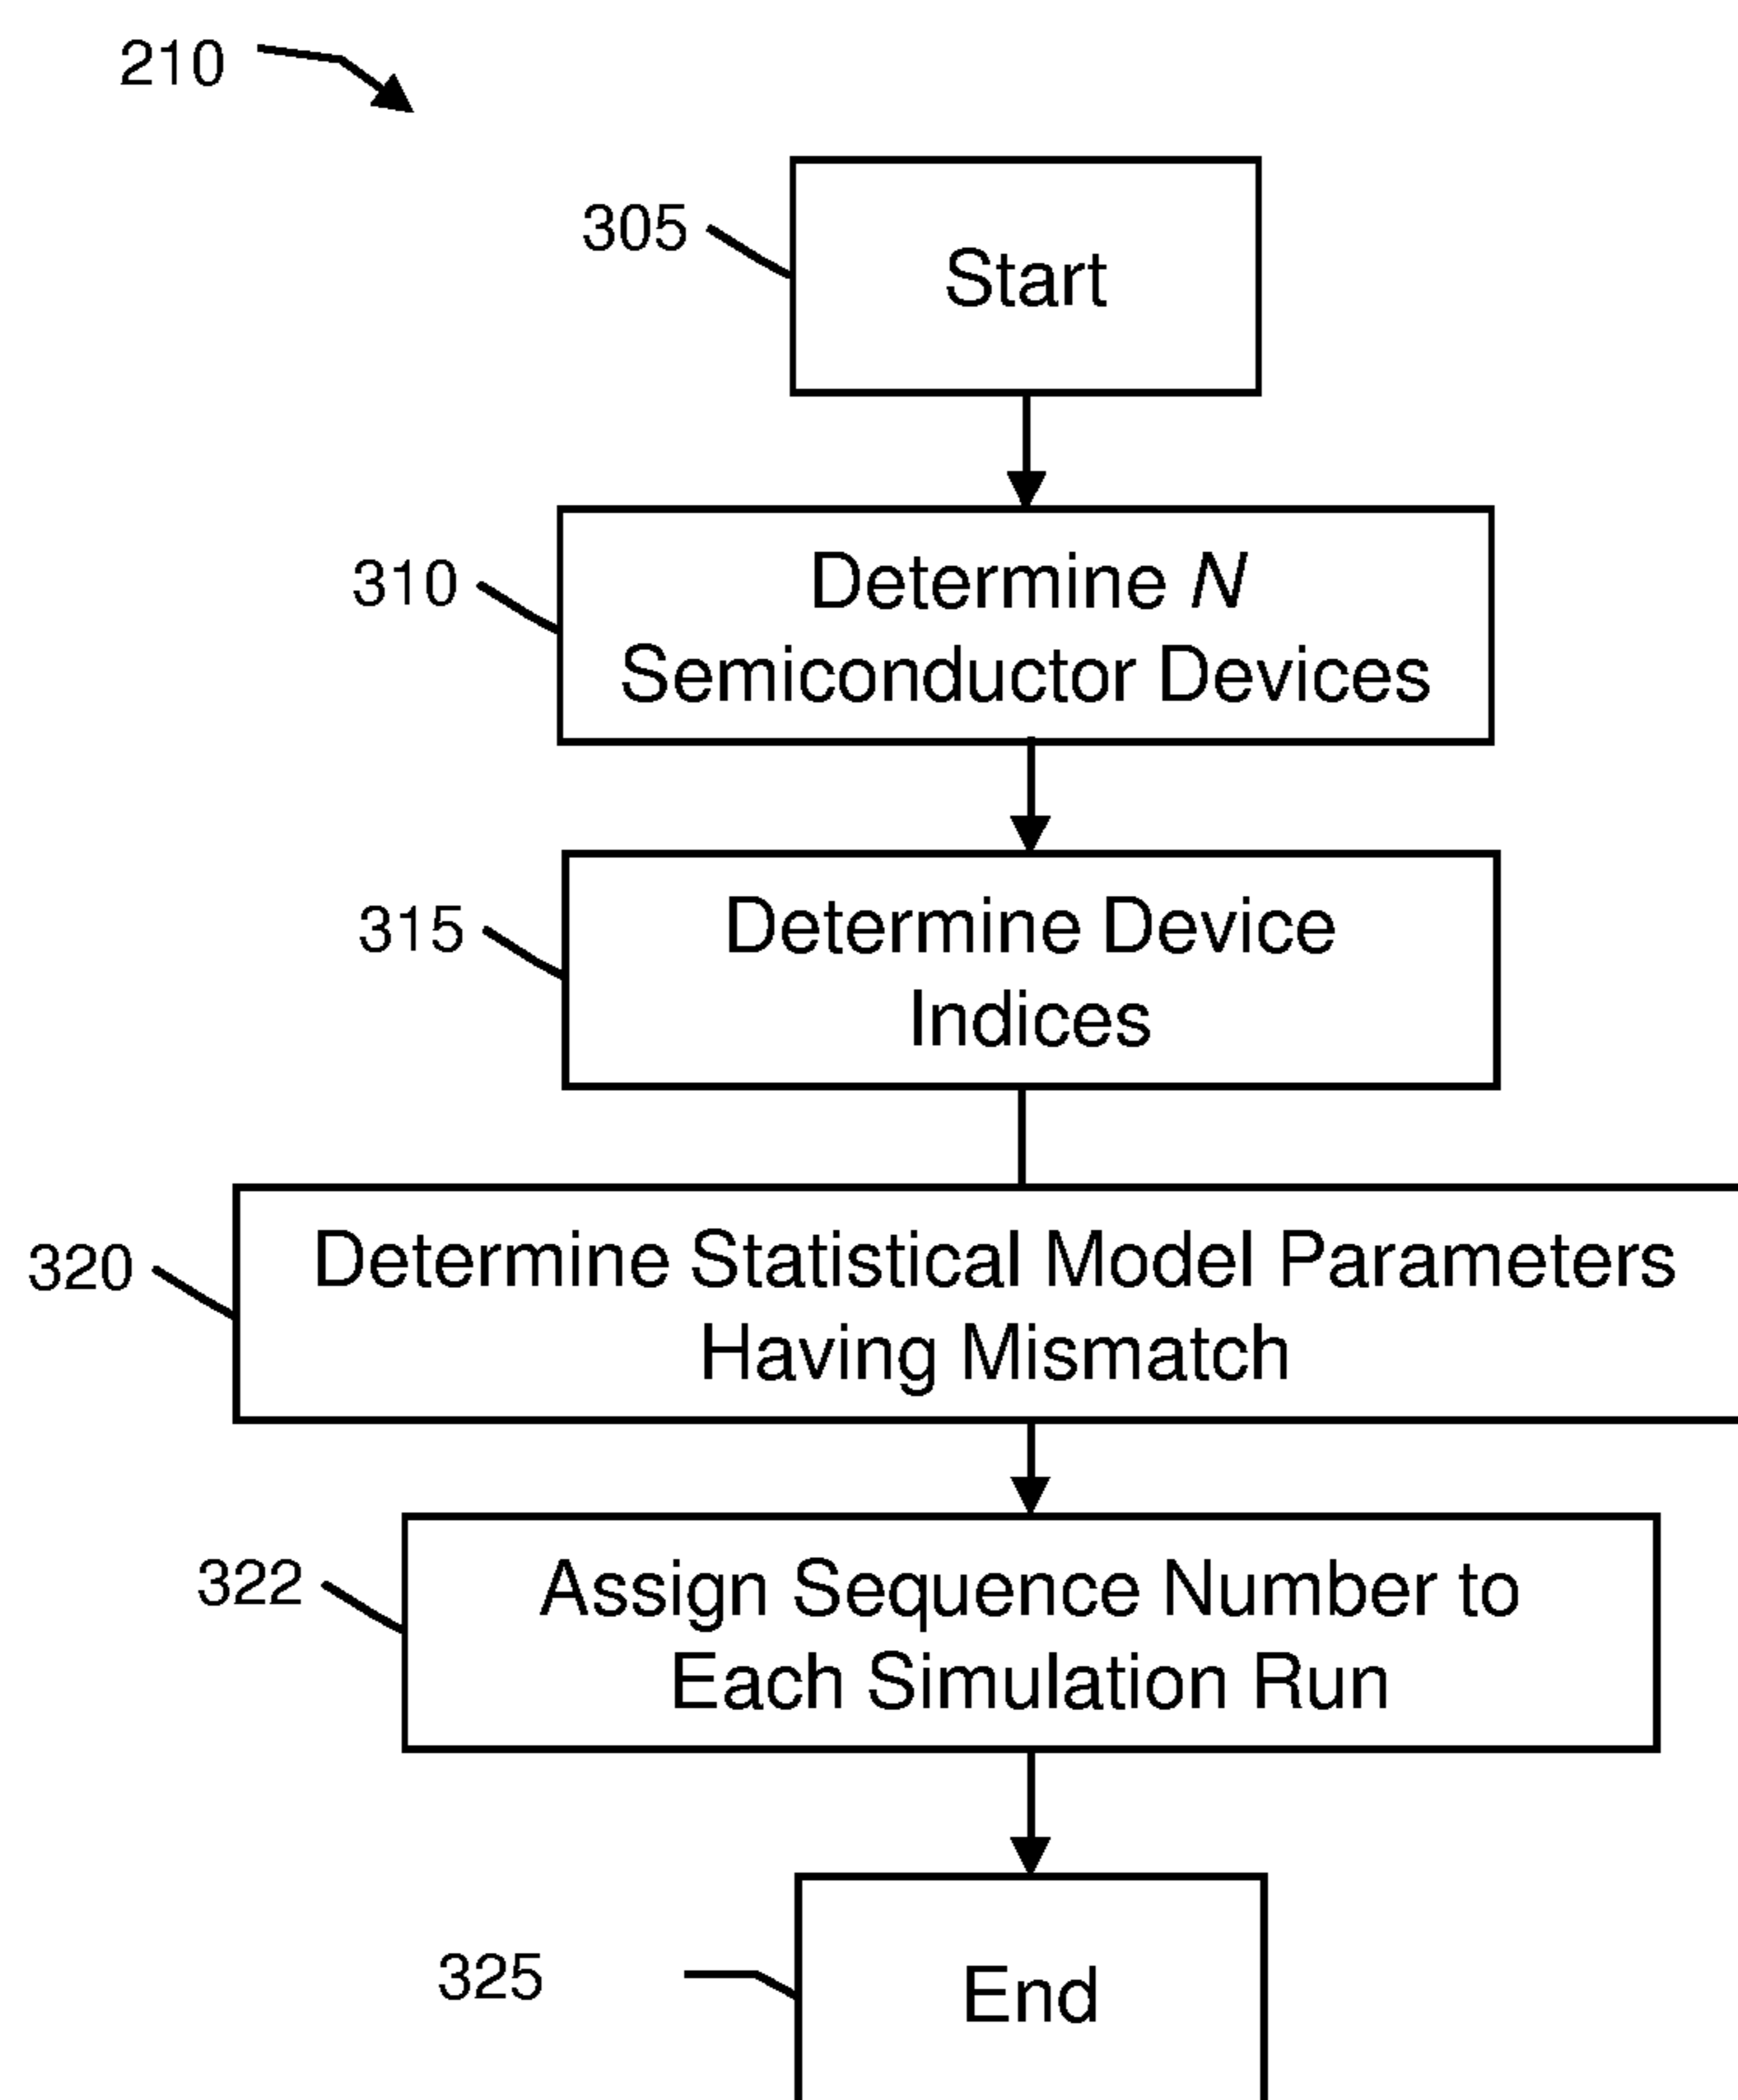 210
305
Start
310
Determine N
Semiconductor Devices
315
Determine Device
Indices
320
Determine Statistical Model Parameters
Having Mismatch
322
Assign Sequence Number to
Each Simulation Run
325
End